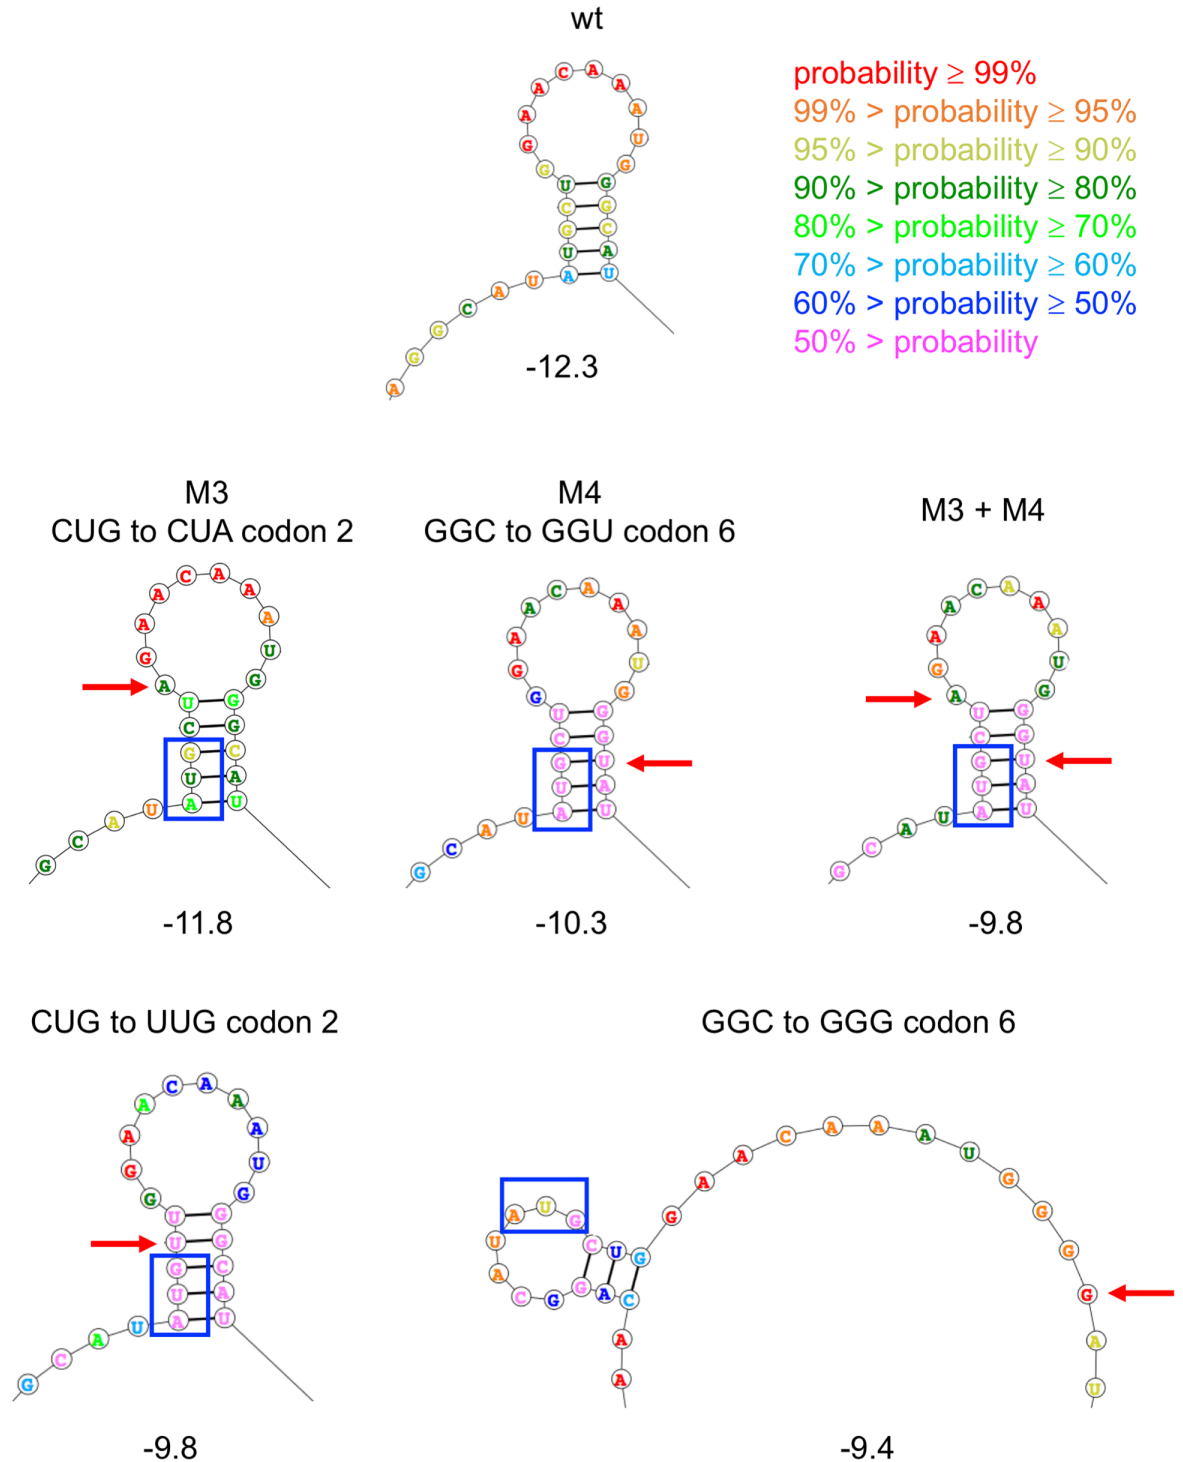 wt
probability ≥ 99%
99% > probability ≥ 95%
95% > probability ≥ 90%
90% > probability ≥ 80%
80% > probability ≥ 70%
70% > probability ≥ 60%
60% > probability ≥ 50%
50% > probability
A G G C A U A U G C U G G A A C A A A U G G G C A U
-12.3
M3
CUG to CUA codon 2
G C A U A U G C U A G A A C A A A U G G G C A U
-11.8
M4
GGC to GGU codon 6
G C A U A U G C U G G A A C A A A U G G G U A U
-10.3
M3 + M4
G C A U A U G C U A G A A C A A A U G G G U A U
-9.8
CUG to UUG codon 2
G C A U A U G U U G G A A C A A A U G G G C A U
-9.8
GGC to GGG codon 6
A A C A G G C A U A U G C U G G A A C A A A U G G G G A U
-9.4